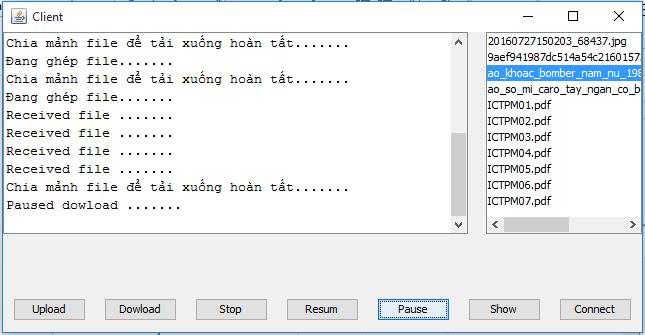 Client
Chia mảnh file để tải xuống hoàn tất.......
Đang ghép file.......
Chia mảnh file để tải xuống hoàn tất.......
Đang ghép file.......
Received file .......
Received file .......
Received file .......
Received file .......
Chia mảnh file để tải xuống hoàn tất.......
Paused dowload .......
20160727150203_68437.jpg
9aef941987dc514a54c2160157
ao_khoac_bomber_nam_nu_198
ao_so_mi_caro_tay_ngan_co_b
ICTPM01.pdf
ICTPM02.pdf
ICTPM03.pdf
ICTPM04.pdf
ICTPM05.pdf
ICTPM06.pdf
ICTPM07.pdf
Upload Dowload Stop Resum Pause Show Connect